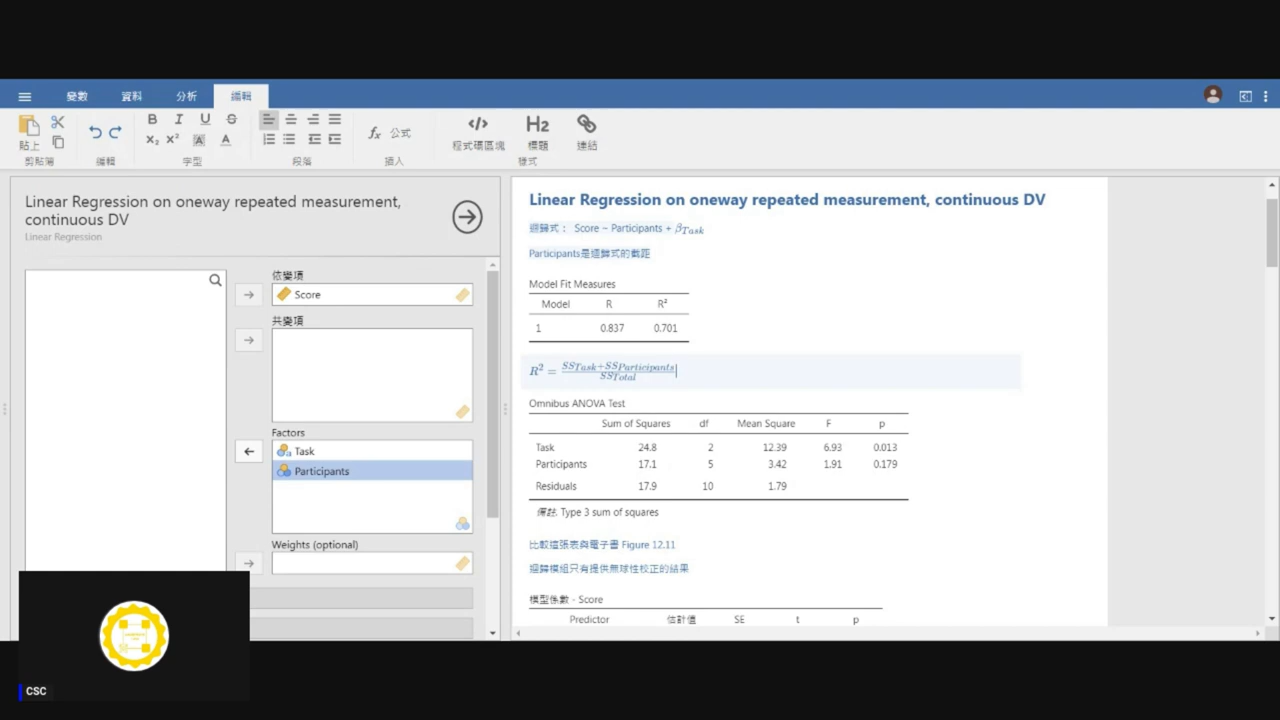 變數 資料 分析 編輯
B I U S
貼上
X₂ X² A A
fx 公式
</> H2
程式碼區塊 標題 連結
剪貼簿 編輯 字型 段落 插入 樣式
Linear Regression on oneway repeated measurement,
continuous DV
Linear Regression
依變項
Score
共變項
Factors
Task
Participants
Weights (optional)
CSC
Linear Regression on oneway repeated measurement, continuous DV
迴歸式： Score ~ Participants + β_Task
Participants是迴歸式的截距
Model Fit Measures
Model R R²
1 0.837 0.701
R² = (SS_Task+SS_Participants)/SS_Total
Omnibus ANOVA Test
Sum of Squares df Mean Square F p
Task 24.8 2 12.39 6.93 0.013
Participants 17.1 5 3.42 1.91 0.179
Residuals 17.9 10 1.79
備註. Type 3 sum of squares
比較這張表與電子書 Figure 12.11
迴歸模組只有提供無球性校正的結果
模型係數 - Score
Predictor 估計值 SE t p